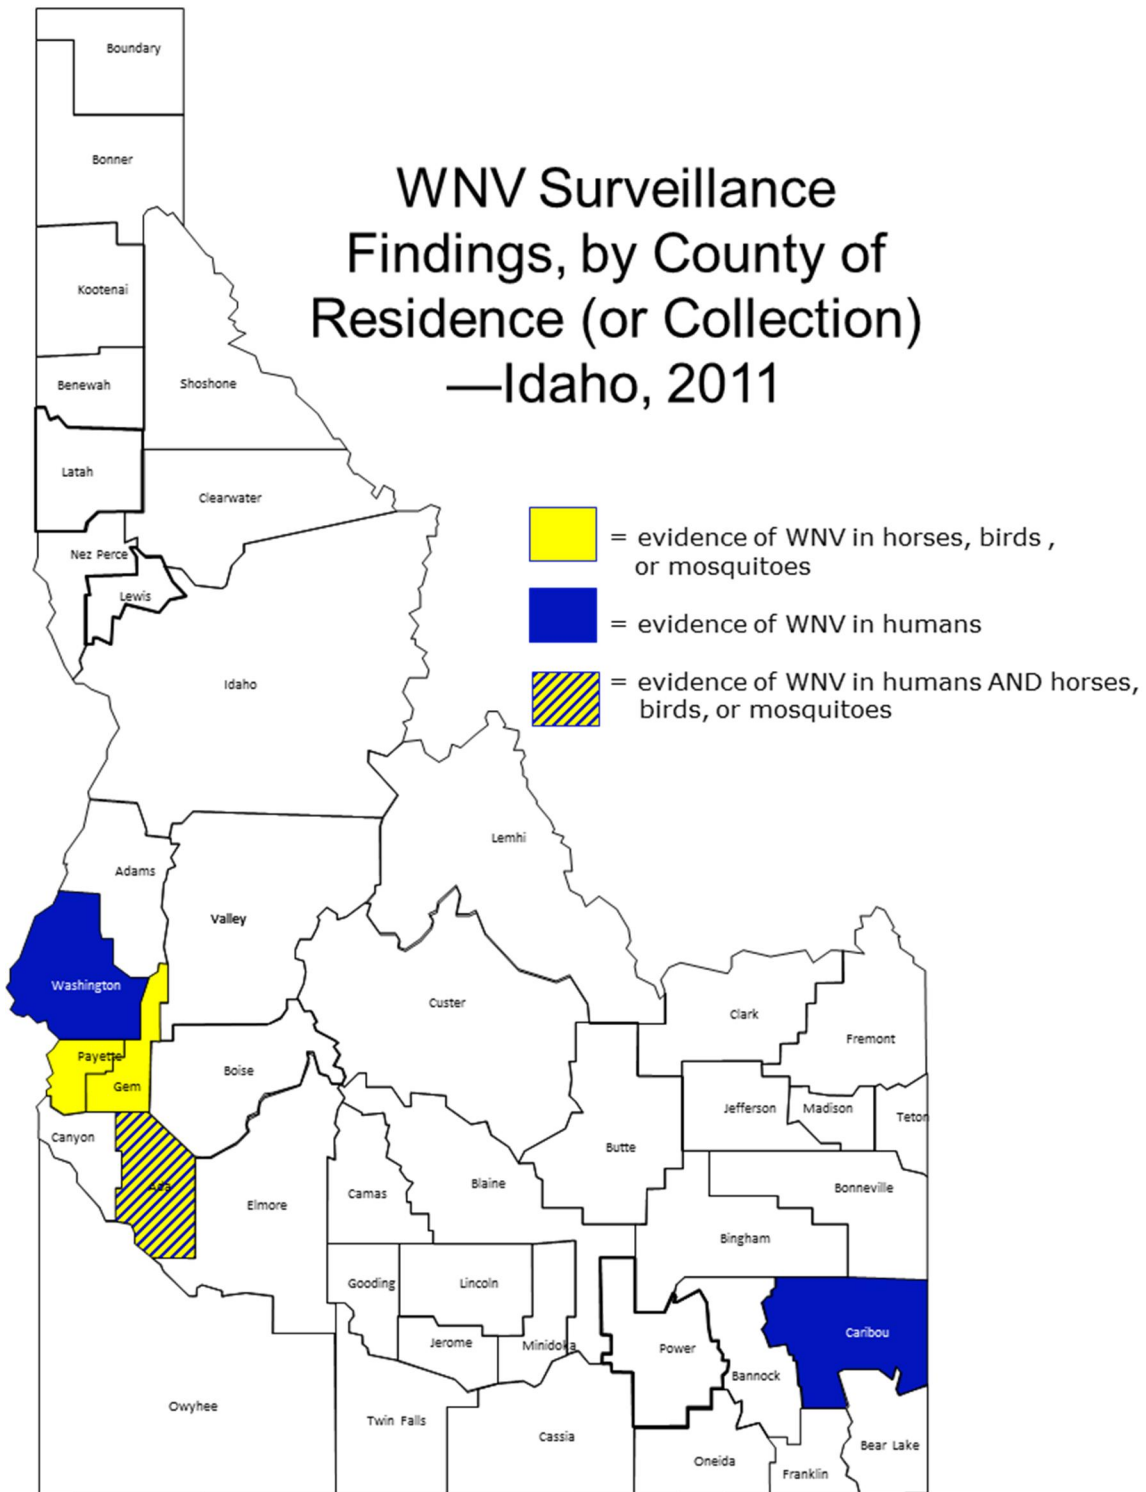 Boundary
Bonner
WNV Surveillance
Findings, by County of
Residence (or Collection)
—Idaho, 2011
Kootenai
Benewah
Shoshone
Latah
Clearwater
= evidence of WNV in horses, birds ,
or mosquitoes
Nez Perce
Lewis
= evidence of WNV in humans
Idaho
= evidence of WNV in humans AND horses,
birds, or mosquitoes
Lemhi
Adams
Valley
Washington
Custer
Clark
Fremont
Payette
Boise
Gem
Jefferson
Madison
Teton
Canyon
Butte
Ada
Camas
Blaine
Bonneville
Elmore
Bingham
Gooding
Lincoln
Caribou
Jerome
Minidoka
Power
Bannock
Owyhee
Twin Falls
Cassia
Bear Lake
Oneida
Franklin